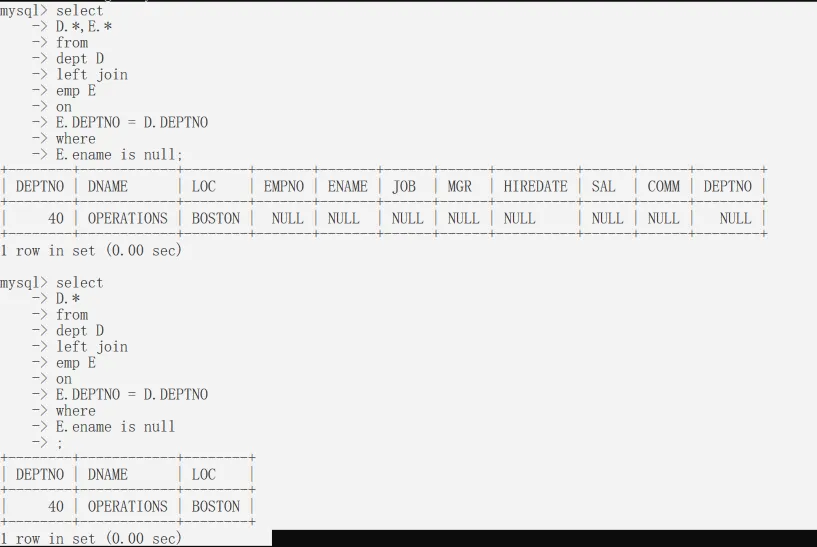 mysql> select
    -> D.*,E.*
    -> from
    -> dept D
    -> left join
    -> emp E
    -> on
    -> E.DEPTNO = D.DEPTNO
    -> where
    -> E.ename is null;
+--------+------------+--------+-------+-------+------+------+----------+------+------+--------+
| DEPTNO | DNAME      | LOC    | EMPNO | ENAME | JOB  | MGR  | HIREDATE | SAL  | COMM | DEPTNO |
+--------+------------+--------+-------+-------+------+------+----------+------+------+--------+
|     40 | OPERATIONS | BOSTON |  NULL | NULL  | NULL | NULL | NULL     | NULL | NULL |   NULL |
+--------+------------+--------+-------+-------+------+------+----------+------+------+--------+
1 row in set (0.00 sec)

mysql> select
    -> D.*
    -> from
    -> dept D
    -> left join
    -> emp E
    -> on
    -> E.DEPTNO = D.DEPTNO
    -> where
    -> E.ename is null
    -> ;
+--------+------------+--------+
| DEPTNO | DNAME      | LOC    |
+--------+------------+--------+
|     40 | OPERATIONS | BOSTON |
+--------+------------+--------+
1 row in set (0.00 sec)